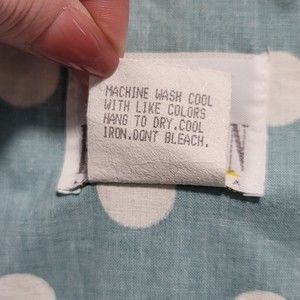 MACHINE WASH COOL
WITH LIKE COLORS
HANG TO DRY.COOL
IRON.DONT BLEACH.